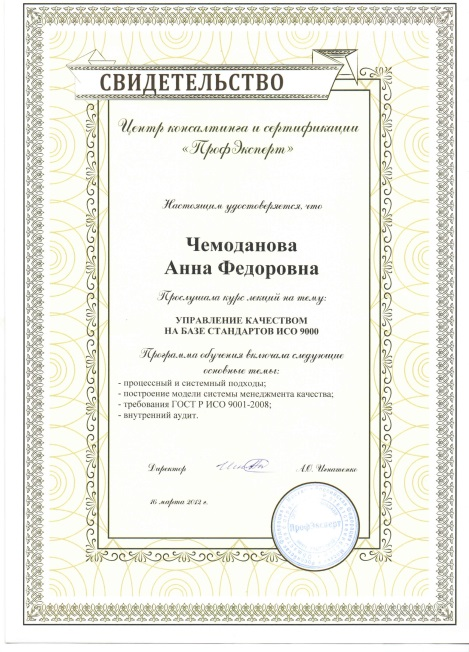 СВИДЕТЕЛЬСТВО
Центр консалтинга и сертификации
«ПрофЭксперт»
Настоящим удостоверяется, что
Чемоданова
Анна Федоровна
Прослушала курс лекций на тему:
УПРАВЛЕНИЕ КАЧЕСТВОМ
НА БАЗЕ СТАНДАРТОВ ИСО 9000
Программа обучения включала следующие
основные темы:
- процессный и системный подходы;
- построение модели системы менеджмента качества;
- требования ГОСТ Р ИСО 9001-2008;
- внутренний аудит.
Директор А.О. Игнатенко
16 марта 2012 г.
ПрофЭксперт